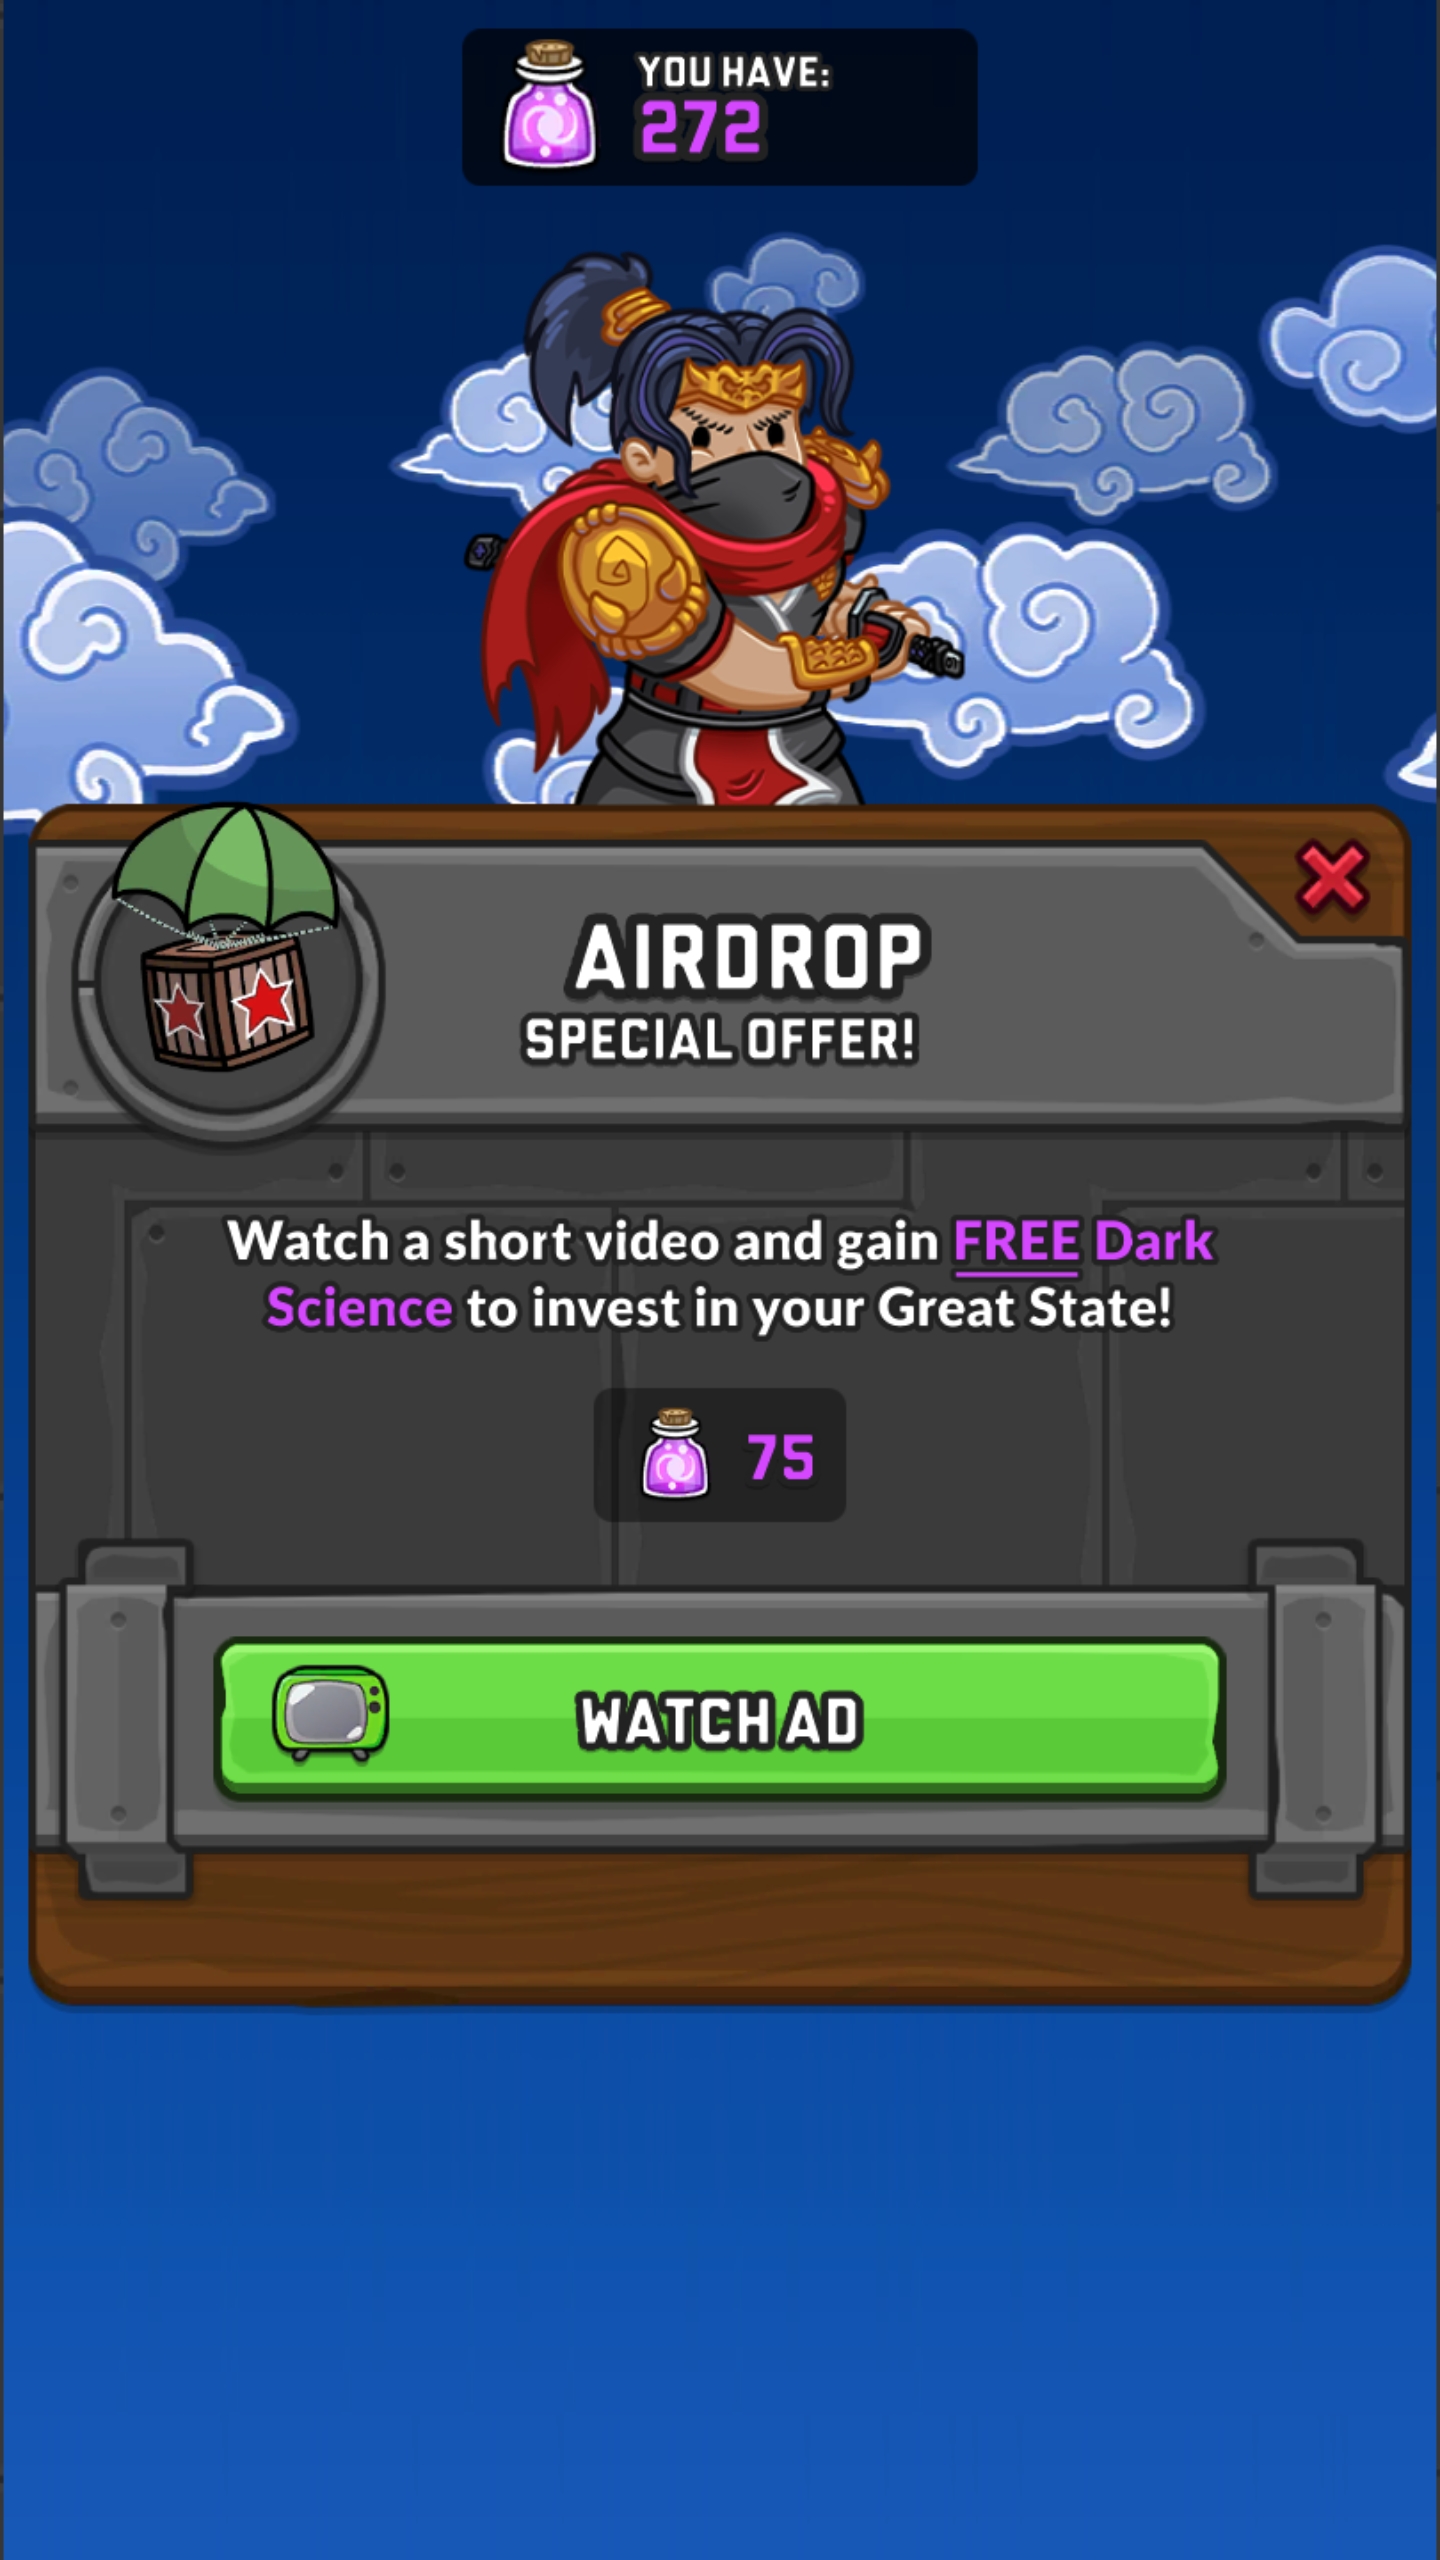 YOU HAVE:
272
AIRDROP
SPECIAL OFFER!
Watch a short video and gain FREE Dark
Science to invest in your Great State!
75
WATCH AD